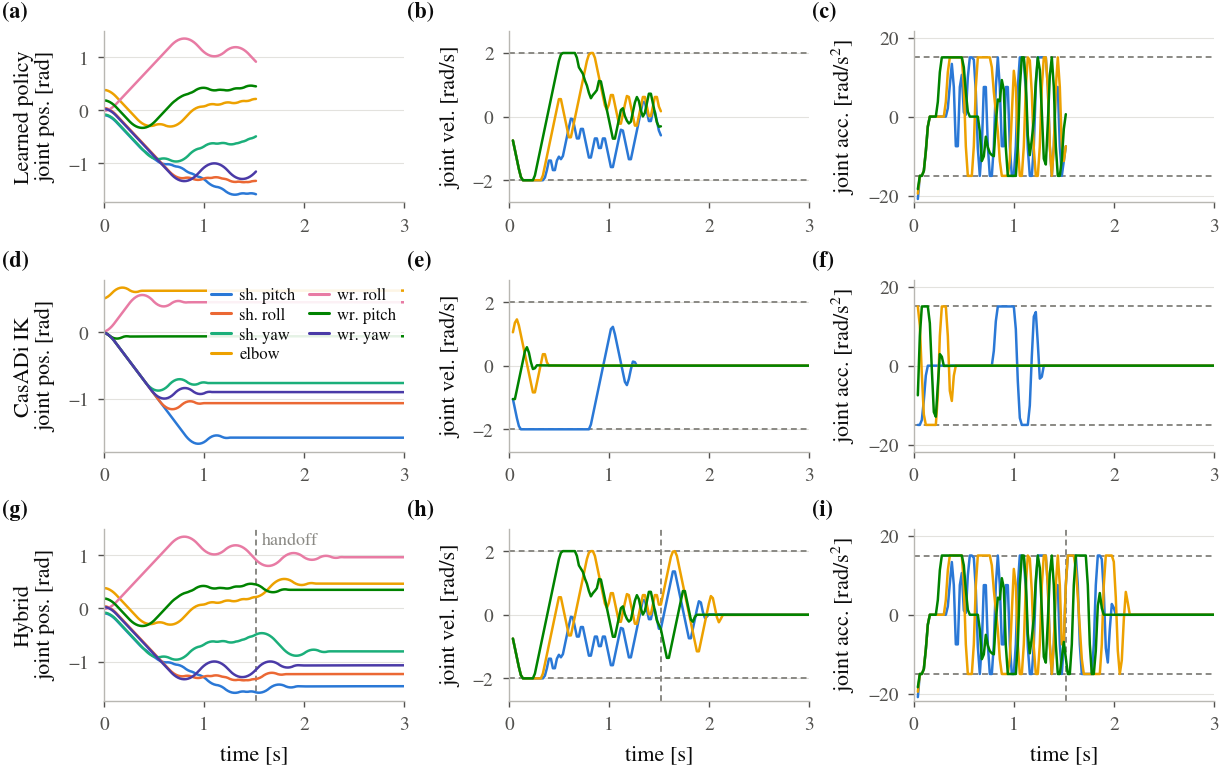 (a)
(b)
(c)
Learned policy
joint pos. [rad]
1
0
−1
0
1
2
3
joint vel. [rad/s]
2
0
−2
0
1
2
3
joint acc. [rad/s²]
20
0
−20
0
1
2
3
(d)
(e)
(f)
CasADi IK
joint pos. [rad]
0
−1
0
1
2
3
sh. pitch
sh. roll
sh. yaw
elbow
wr. roll
wr. pitch
wr. yaw
joint vel. [rad/s]
2
0
−2
0
1
2
3
joint acc. [rad/s²]
20
0
−20
0
1
2
3
(g)
(h)
(i)
Hybrid
joint pos. [rad]
1
0
−1
handoff
0
1
2
3
time [s]
joint vel. [rad/s]
2
0
−2
0
1
2
3
time [s]
joint acc. [rad/s²]
20
0
−20
0
1
2
3
time [s]